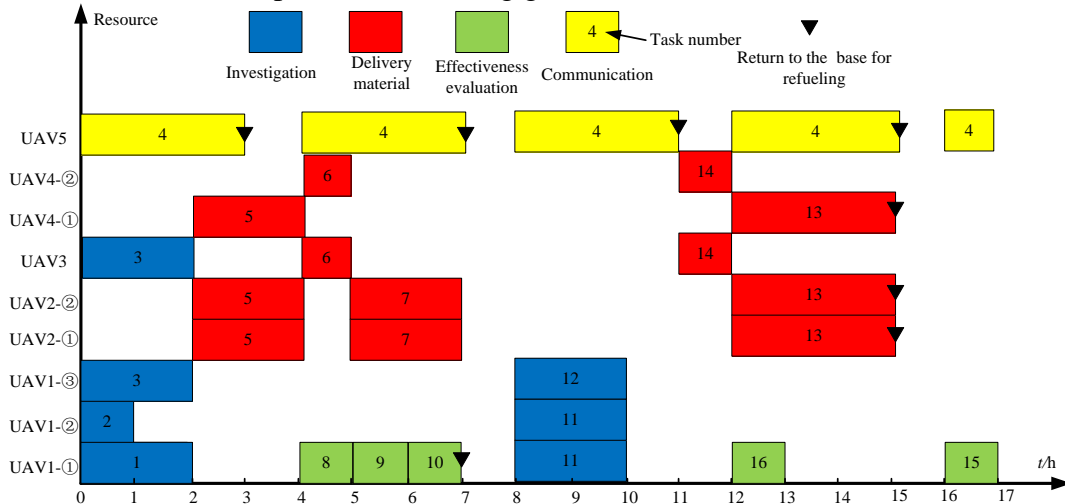 Resource
4
Task number
Investigation
Delivery
material
Effectiveness
evaluation
Communication
Return to the base for
refueling
UAV5 4 4 4 4 4
UAV4-② 6 14
UAV4-① 5 13
UAV3 3 6 14
UAV2-② 5 7 13
UAV2-① 5 7 13
UAV1-③ 3 12
UAV1-② 2 11
UAV1-① 1 8 9 10 11 16 15
t/h
0 1 2 3 4 5 6 7 8 9 10 11 12 13 14 15 16 17